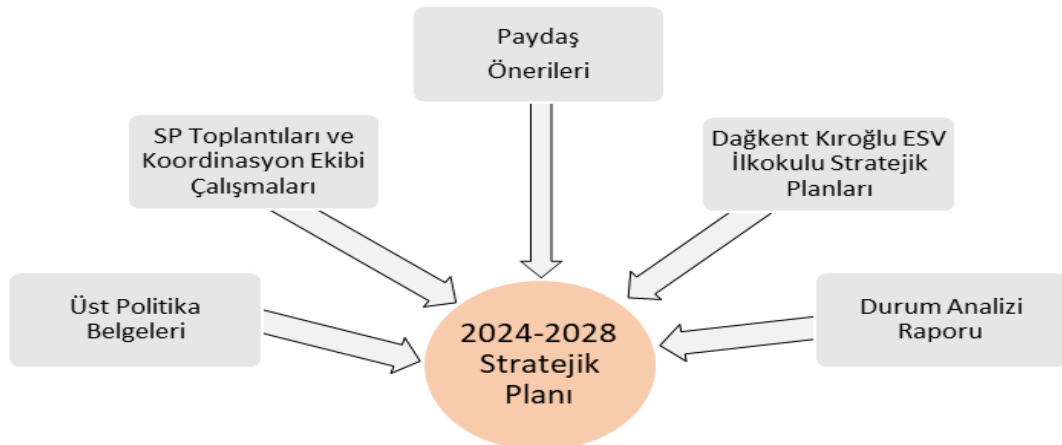 Paydaş
Önerileri
SP Toplantıları ve
Koordinasyon Ekibi
Çalışmaları
Dağkent Kıroğlu ESV
İlkokulu Stratejik
Planları
Üst Politika
Belgeleri
2024-2028
Stratejik
Planı
Durum Analizi
Raporu